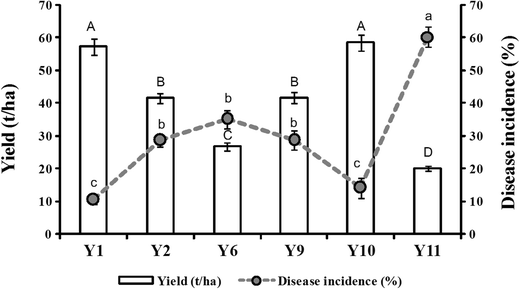 70 70
A a
60 60
50 B B A 50
40 b 40
30 b C b 30
20 c D 20
c
10 10
0 0
Y1 Y2 Y6 Y9 Y10 Y11
Yield (t/ha)
Disease incidence (%)
Yield (t/ha) Disease incidence (%)